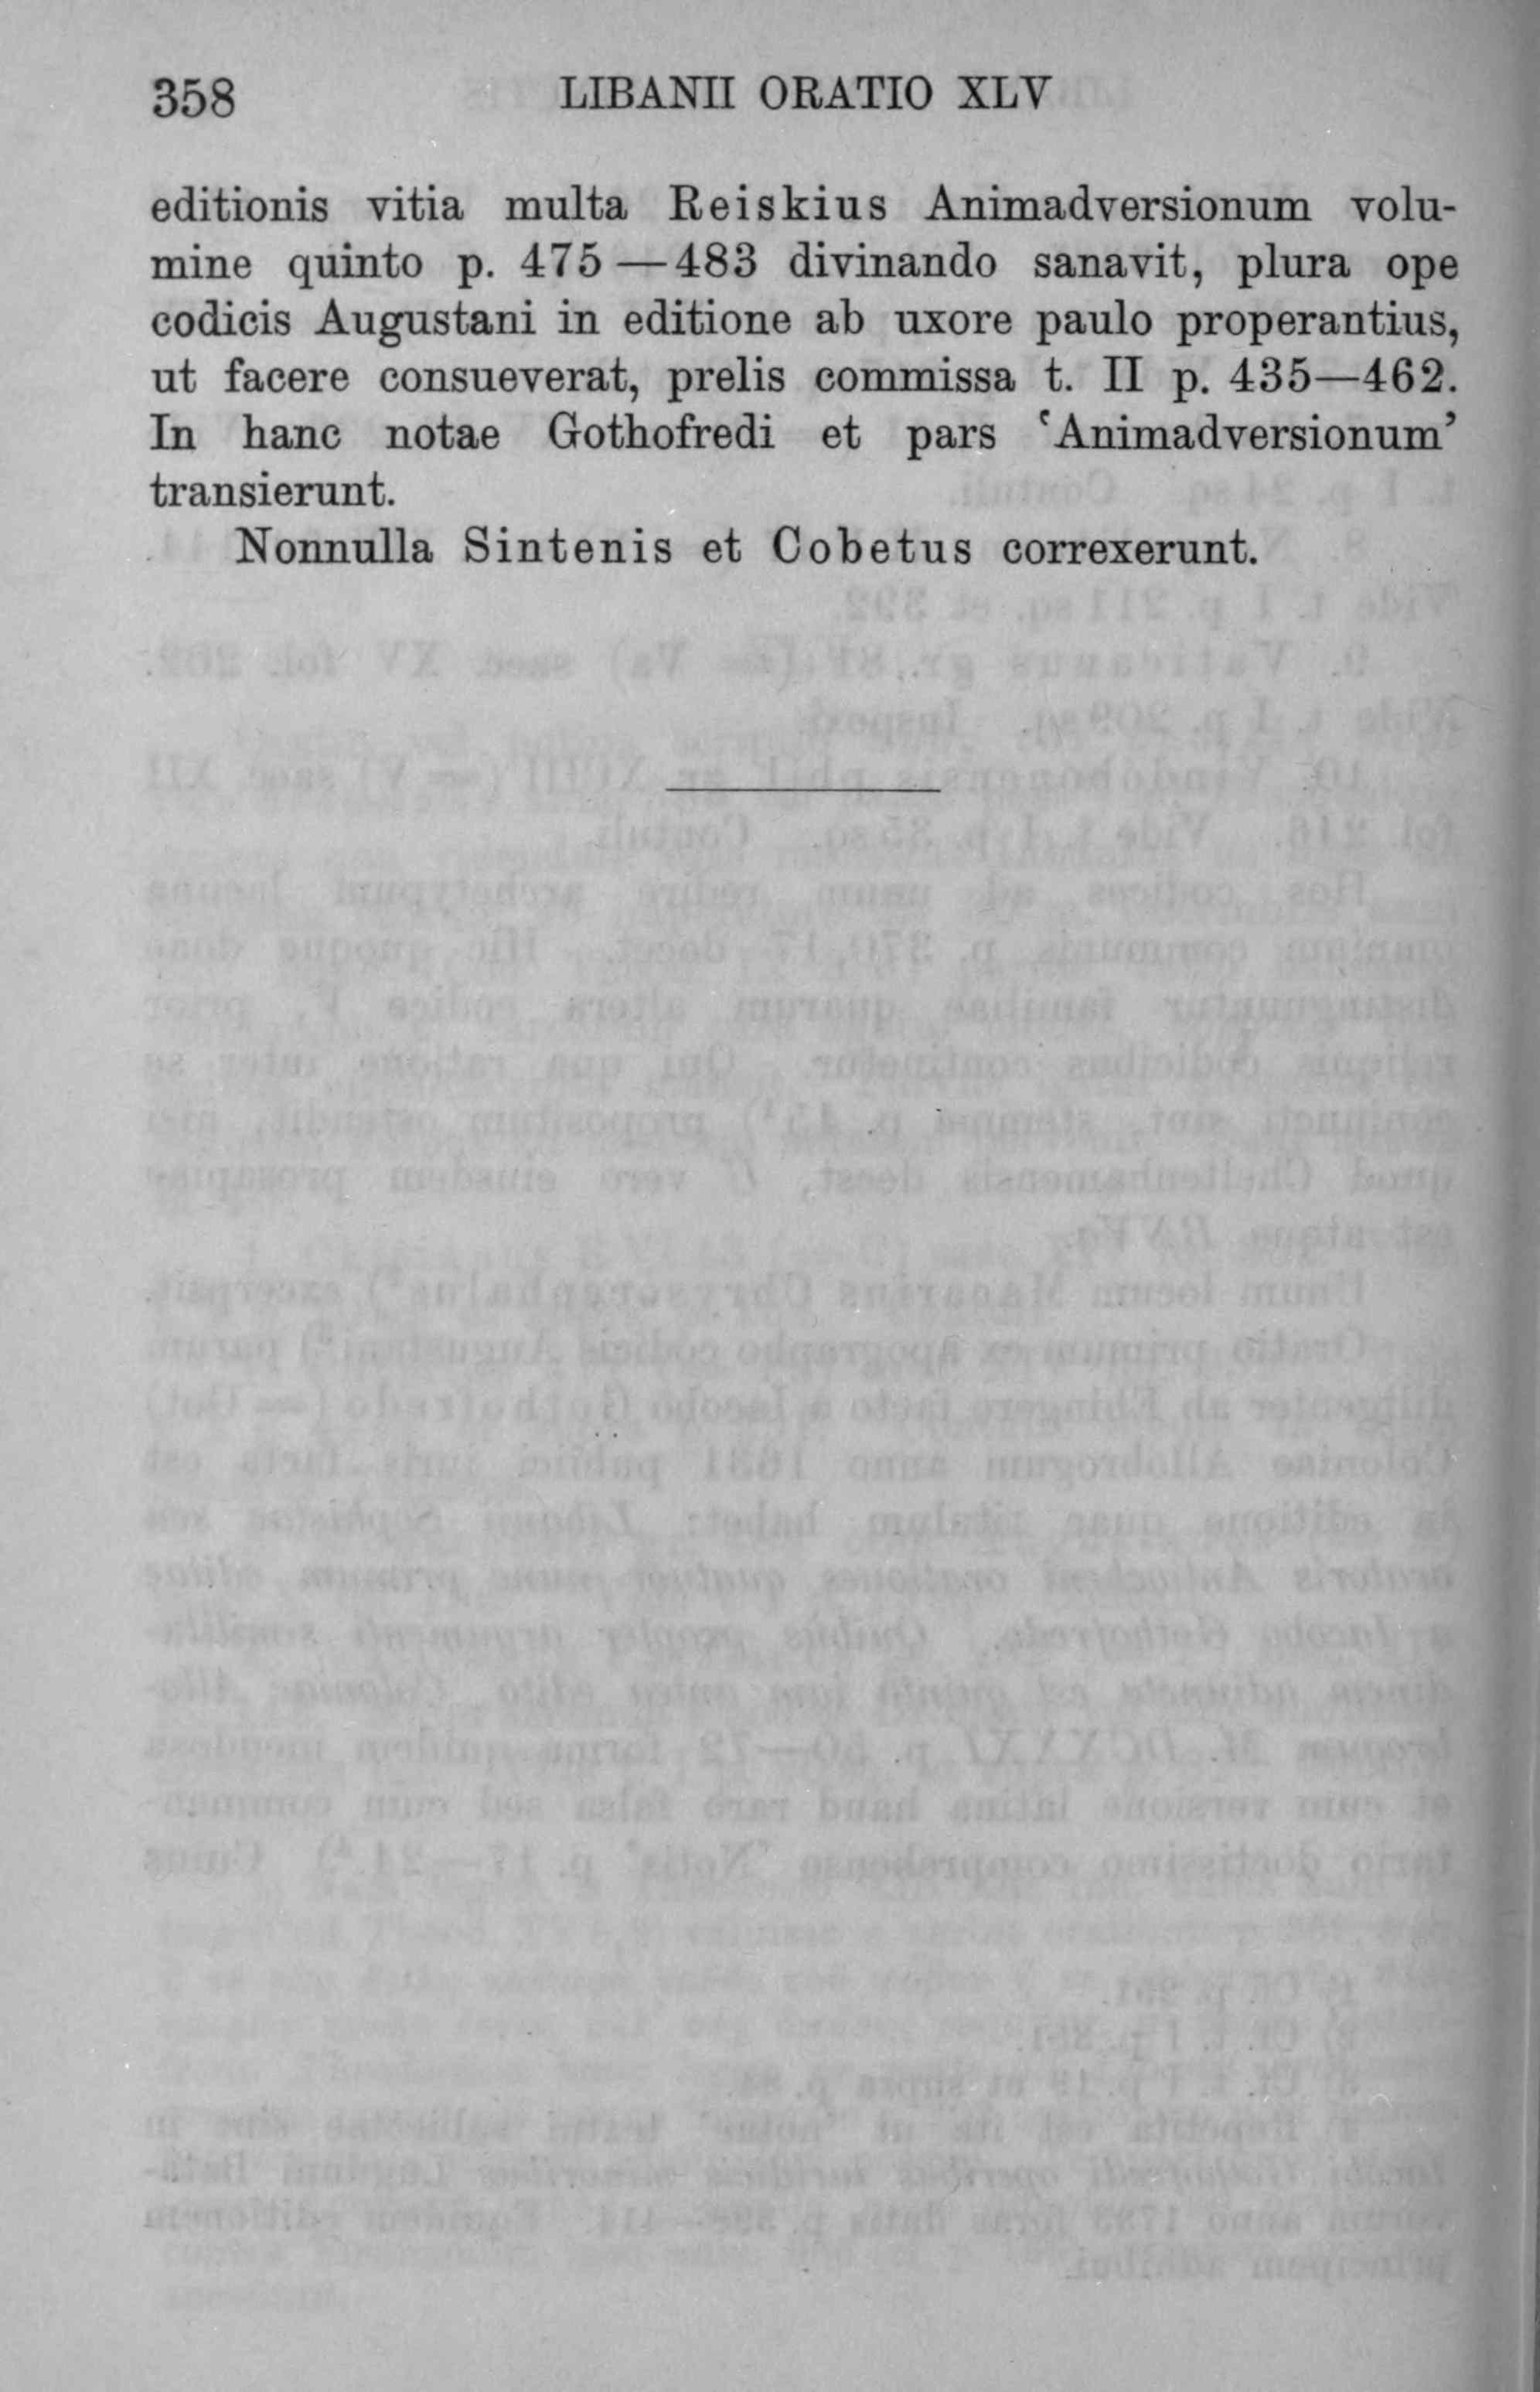 358 LIBANII ORATIO XLV
editionis vitia multa Reiskius Animadversionum volu-
mine quinto p. 475—483 divinando sanavit, plura ope
codicis Augustani in editione ab uxore paulo properantius,
ut facere consueverat, prelis commissa t. II p. 435—462.
In hanc notae Gothofredi et pars ‘Animadversionum’
transierunt.
Nonnulla Sintenis et Cobetus correxerunt.